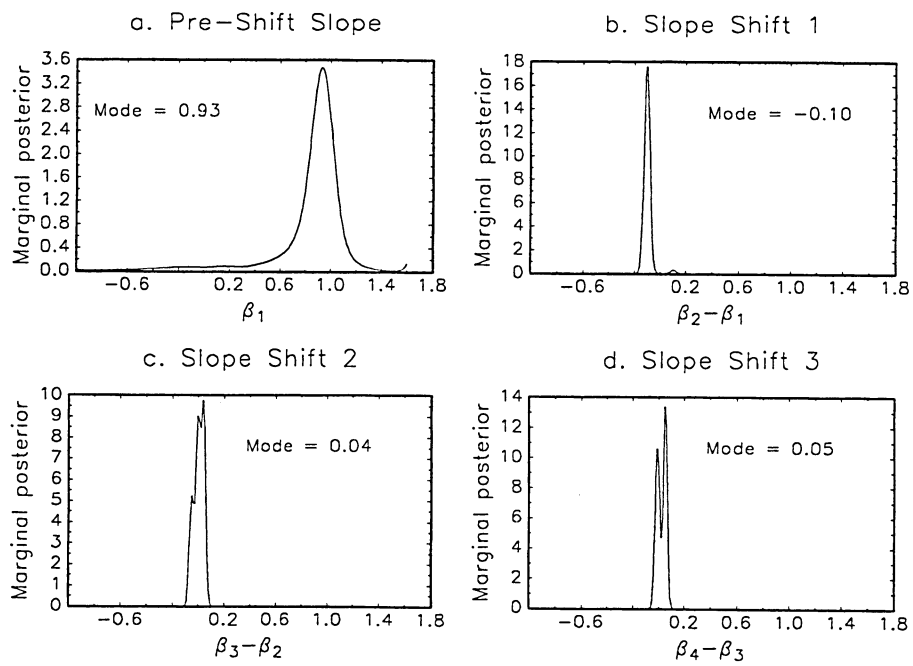 a. Pre-Shift Slope
Marginal posterior
3.6
3.2
2.8
2.4
2.0
1.6
1.2
0.8
0.4
0.0
Mode = 0.93
-0.6 0.2 0.6 1.0 1.4 1.8
β1
b. Slope Shift 1
Marginal posterior
18
16
14
12
10
8
6
4
2
0
Mode = -0.10
-0.6 0.2 0.6 1.0 1.4 1.8
β2-β1
c. Slope Shift 2
Marginal posterior
10
9
8
7
6
5
4
3
2
1
0
Mode = 0.04
-0.6 0.2 0.6 1.0 1.4 1.8
β3-β2
d. Slope Shift 3
Marginal posterior
14
12
10
8
6
4
2
0
Mode = 0.05
-0.6 0.2 0.6 1.0 1.4 1.8
β4-β3